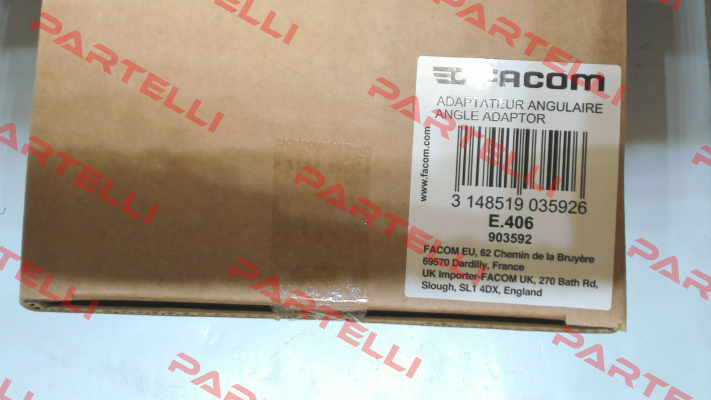 FACOM
ADAPTATEUR ANGULAIRE
ANGLE ADAPTOR
www.facom.com
3 148519 035926
E.406
903592
FACOM EU, 62 Chemin de la Bruyère
69570 Dardilly, France
UK Importer-FACOM UK, 270 Bath Rd,
Slough, SL1 4DX, England
PARTELLI
PARTELLI
PARTELLI
PARTELLI
PARTELLI
PARTELLI
PARTELLI